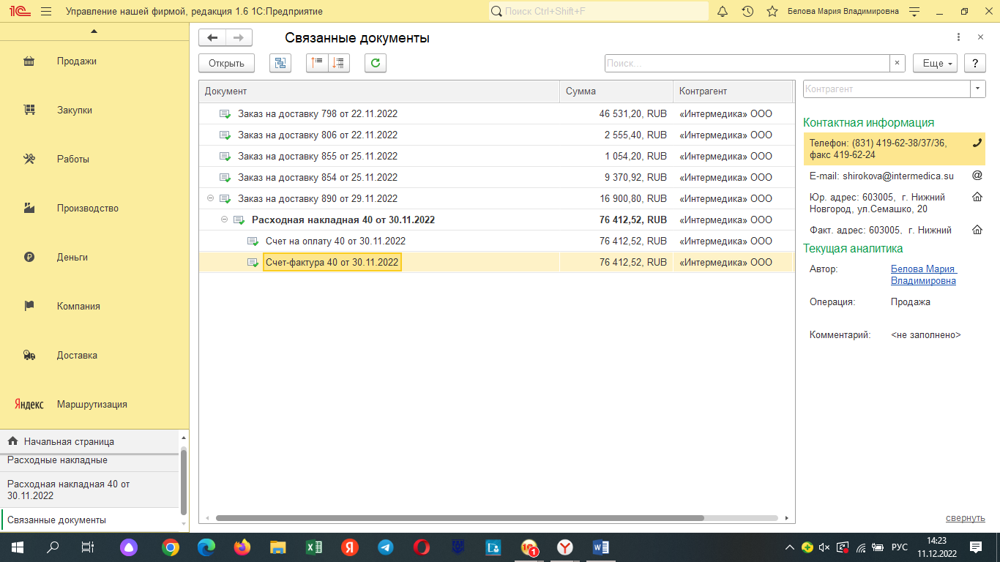 1С Управление нашей фирмой, редакция 1.6 1С:Предприятие
Поиск Ctrl+Shift+F
Белова Мария Владимировна
Продажи
Закупки
Работы
Производство
Деньги
Компания
Доставка
Яндекс Маршрутизация
Начальная страница
Расходные накладные
Расходная накладная 40 от
30.11.2022
Связанные документы
Связанные документы
Открыть
Поиск...
×
Еще
?
Документ Сумма Контрагент
Заказ на доставку 798 от 22.11.2022 46 531,20, RUB «Интермедика» ООО
Заказ на доставку 806 от 22.11.2022 2 555,40, RUB «Интермедика» ООО
Заказ на доставку 855 от 25.11.2022 1 054,20, RUB «Интермедика» ООО
Заказ на доставку 854 от 25.11.2022 9 370,92, RUB «Интермедика» ООО
Заказ на доставку 890 от 29.11.2022 16 900,80, RUB «Интермедика» ООО
Расходная накладная 40 от 30.11.2022 76 412,52, RUB «Интермедика» ООО
Счет на оплату 40 от 30.11.2022 76 412,52, RUB «Интермедика» ООО
Счет-фактура 40 от 30.11.2022 76 412,52, RUB «Интермедика» ООО
Контрагент
Контактная информация
Телефон: (831) 419-62-38/37/36,
факс 419-62-24
E-mail: shirokova@intermedica.su @
Юр. адрес: 603005, г. Нижний
Новгород, ул.Семашко, 20
Факт. адрес: 603005, г. Нижний
Текущая аналитика
Автор: Белова Мария
Владимировна
Операция: Продажа
Комментарий: <не заполнено>
свернуть
РУС
14:23
11.12.2022